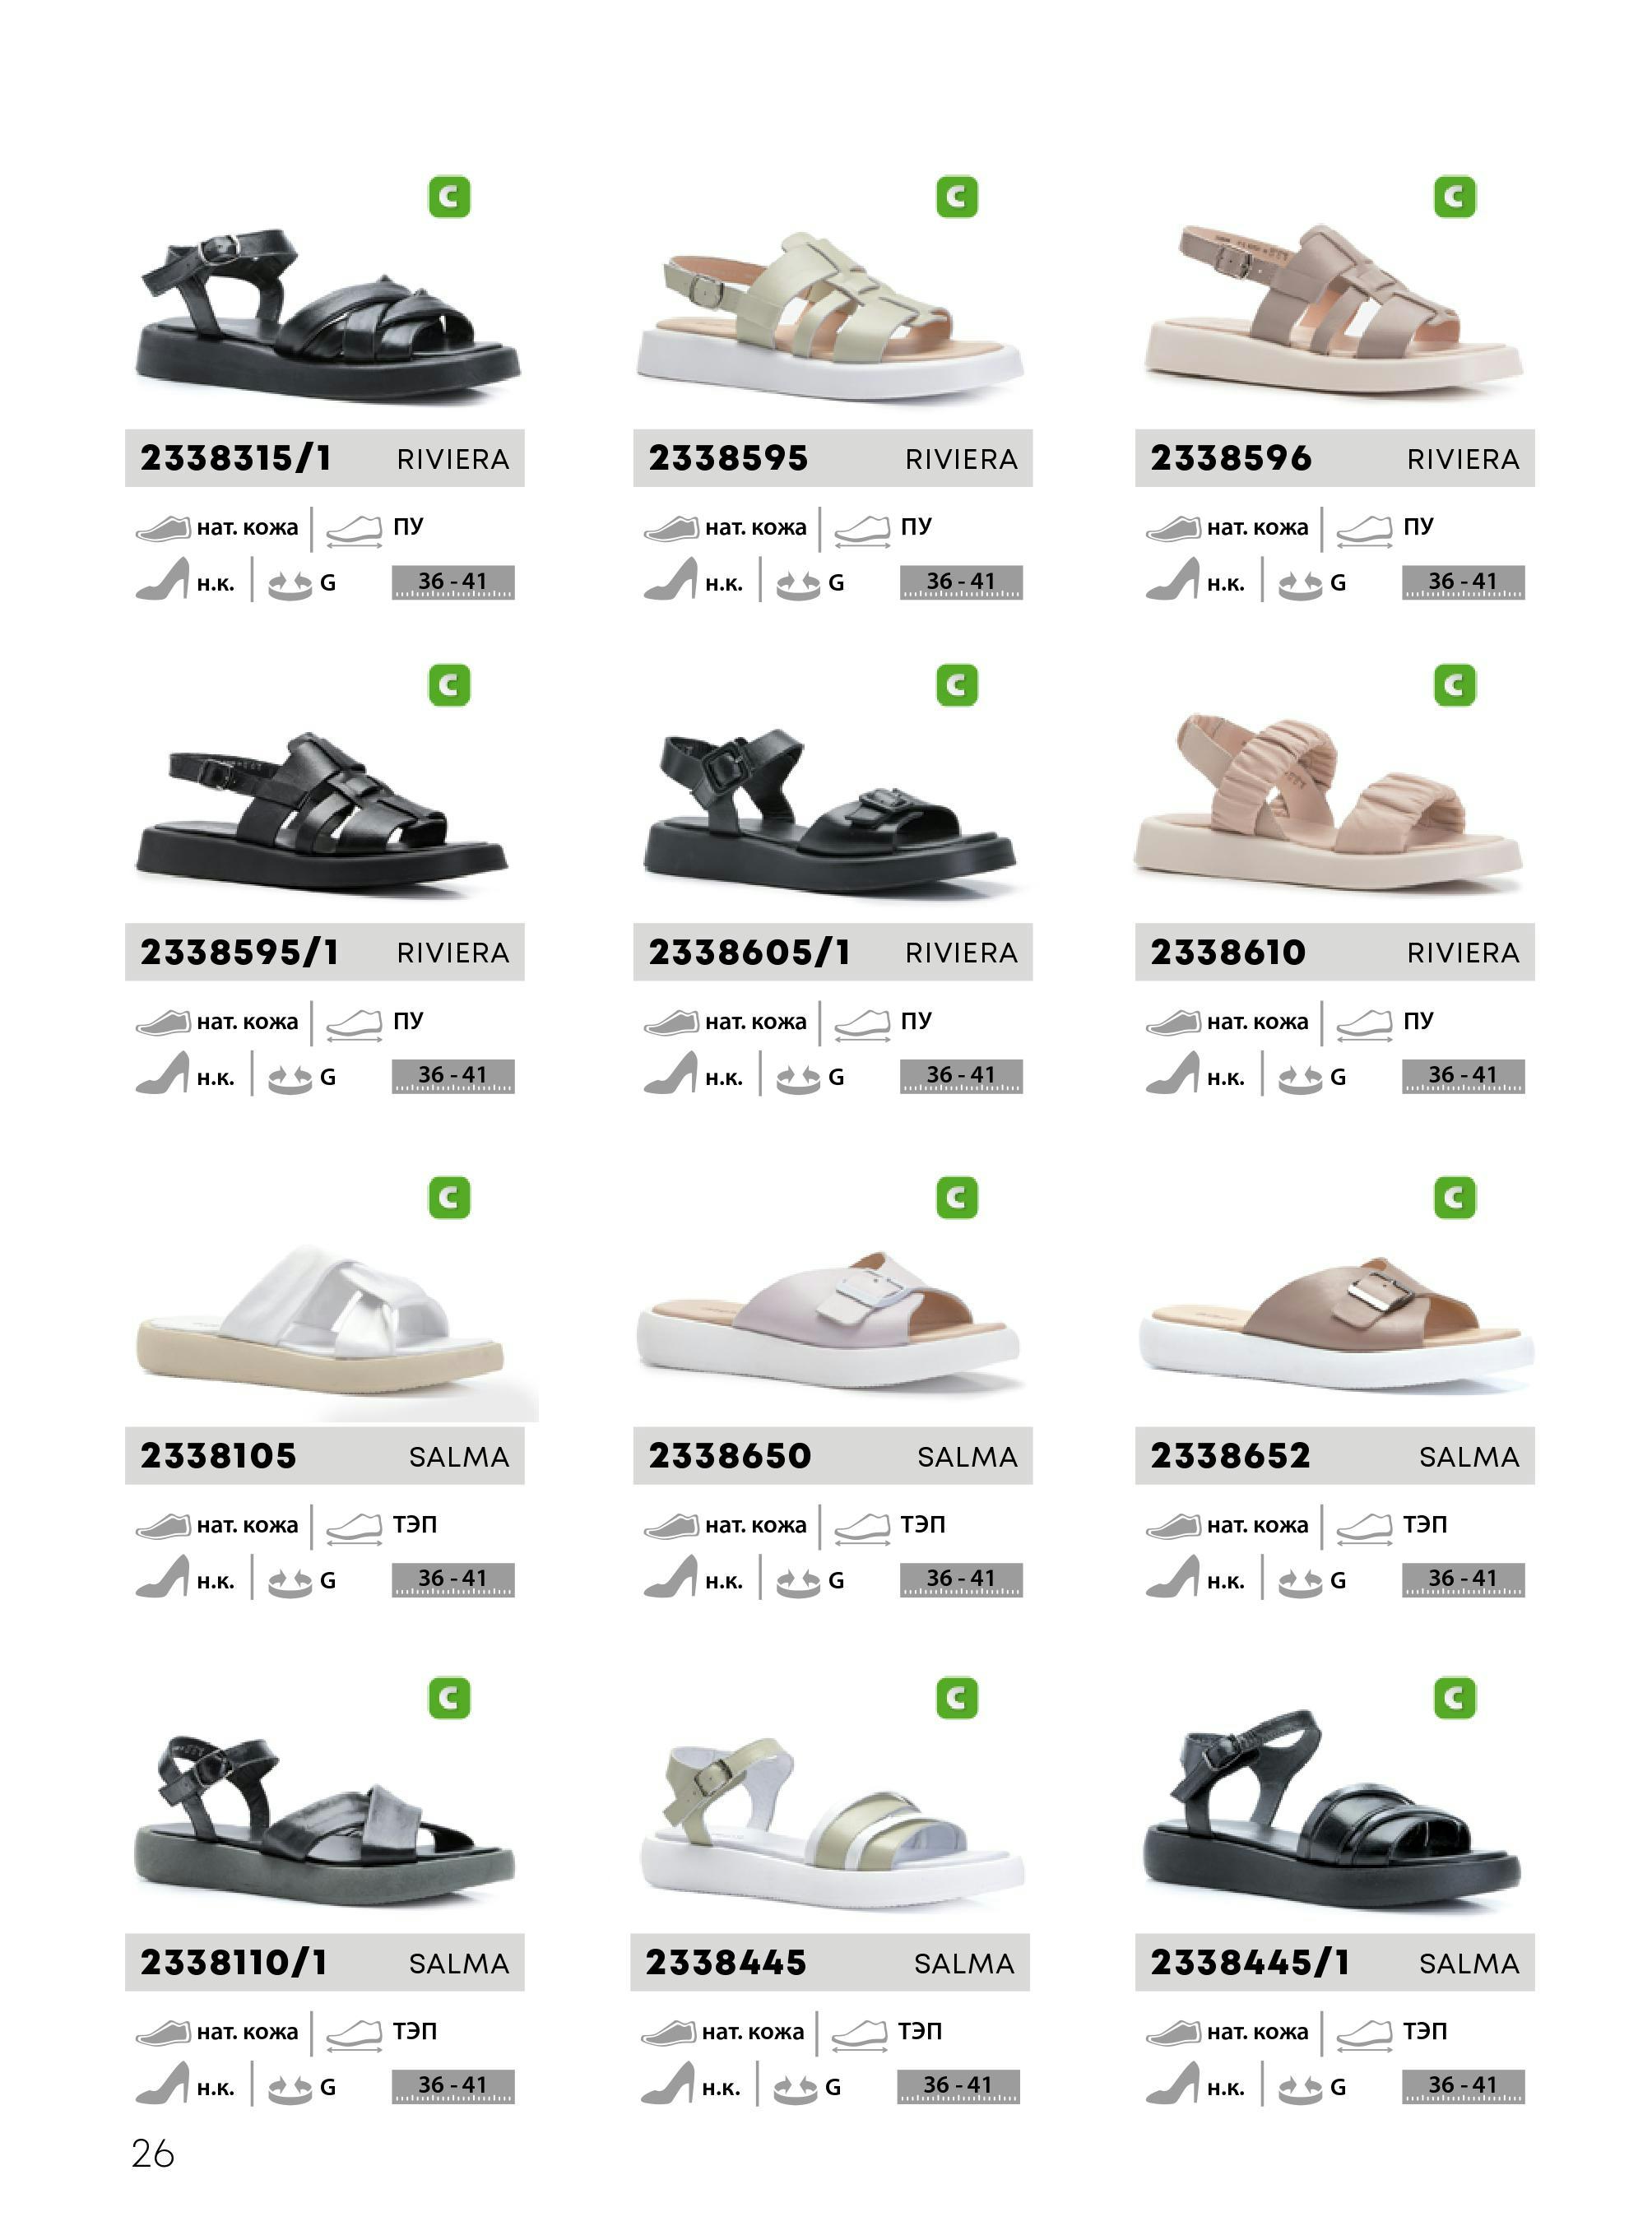 C C C
2338315/1 RIVIERA 2338595 RIVIERA 2338596 RIVIERA
нат. кожа ПУ нат. кожа ПУ нат. кожа ПУ
н.к. G 36 - 41 н.к. G 36 - 41 н.к. G 36 - 41
C C C
2338595/1 RIVIERA 2338605/1 RIVIERA 2338610 RIVIERA
нат. кожа ПУ нат. кожа ПУ нат. кожа ПУ
н.к. G 36 - 41 н.к. G 36 - 41 н.к. G 36 - 41
C C C
2338105 SALMA 2338650 SALMA 2338652 SALMA
нат. кожа ТЭП нат. кожа ТЭП нат. кожа ТЭП
н.к. G 36 - 41 н.к. G 36 - 41 н.к. G 36 - 41
C C C
2338110/1 SALMA 2338445 SALMA 2338445/1 SALMA
нат. кожа ТЭП нат. кожа ТЭП нат. кожа ТЭП
н.к. G 36 - 41 н.к. G 36 - 41 н.к. G 36 - 41
26